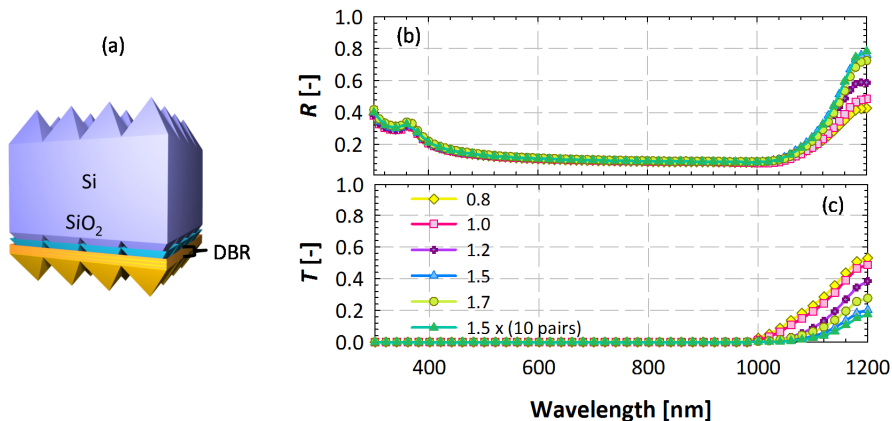 (a)
Si
SiO2
DBR
(b)
R [-]
1.0
0.8
0.6
0.4
0.2
(c)
T [-]
1.0
0.8
0.6
0.4
0.2
0.0
0.8
1.0
1.2
1.5
1.7
1.5 x (10 pairs)
400 600 800 1000 1200
Wavelength [nm]